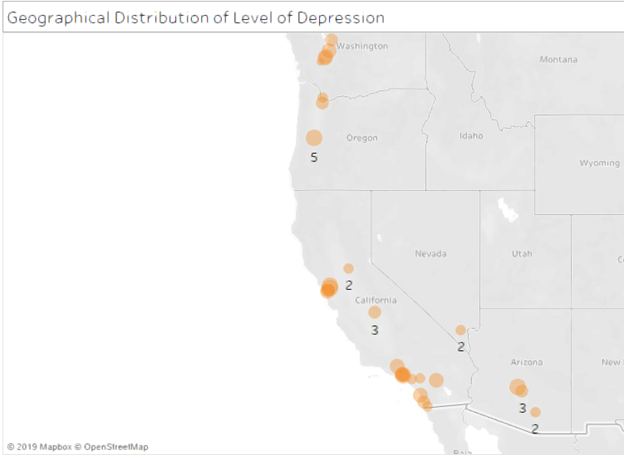 Geographical Distribution of Level of Depression
Washington
Montana
Oregon
Idaho
5
Wyoming
Nevada
Utah
C
2
California
3
2
Arizona
New
3
2
Baja
© 2019 Mapbox © OpenStreetMap